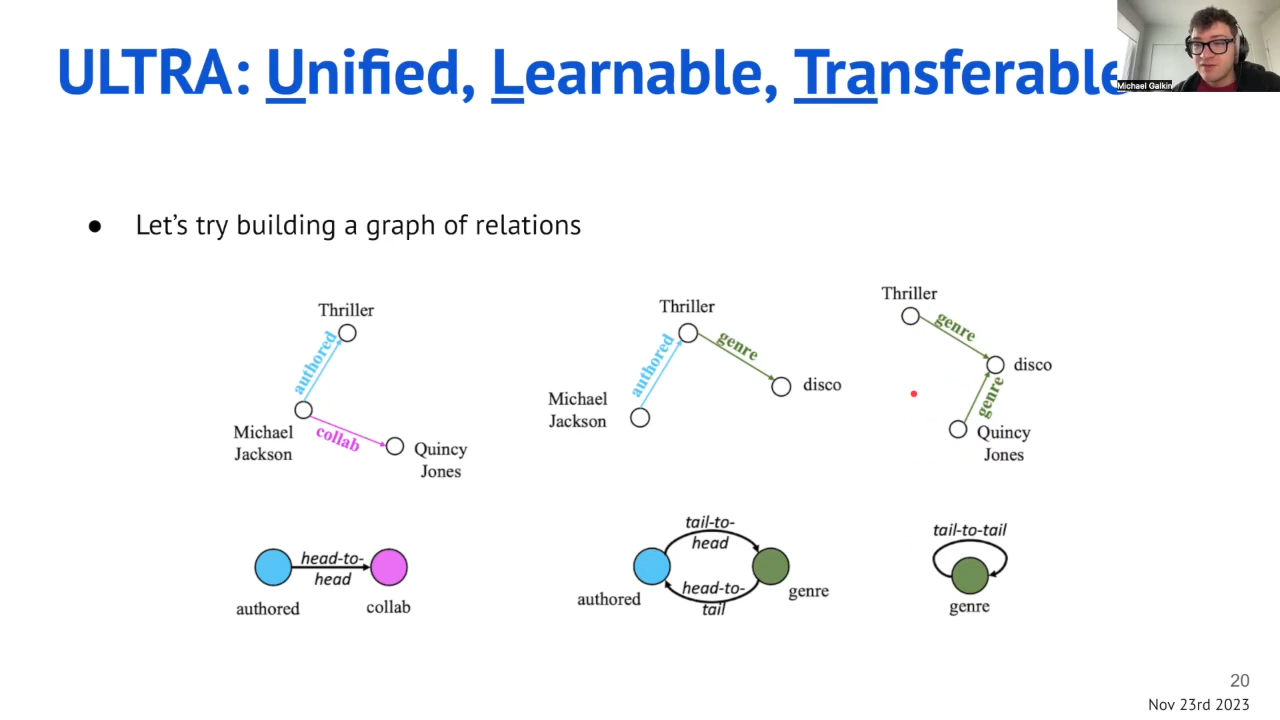 ULTRA: Unified, Learnable, Transferable
Michael Galkin
● Let's try building a graph of relations
Thriller
authored
Michael
Jackson
collab
Quincy
Jones
head-to-
head
authored
collab
Thriller
authored
genre
Michael
Jackson
disco
tail-to-
head
head-to-
tail
authored
genre
Thriller
genre
disco
genre
Quincy
Jones
tail-to-tail
genre
20
Nov 23rd 2023